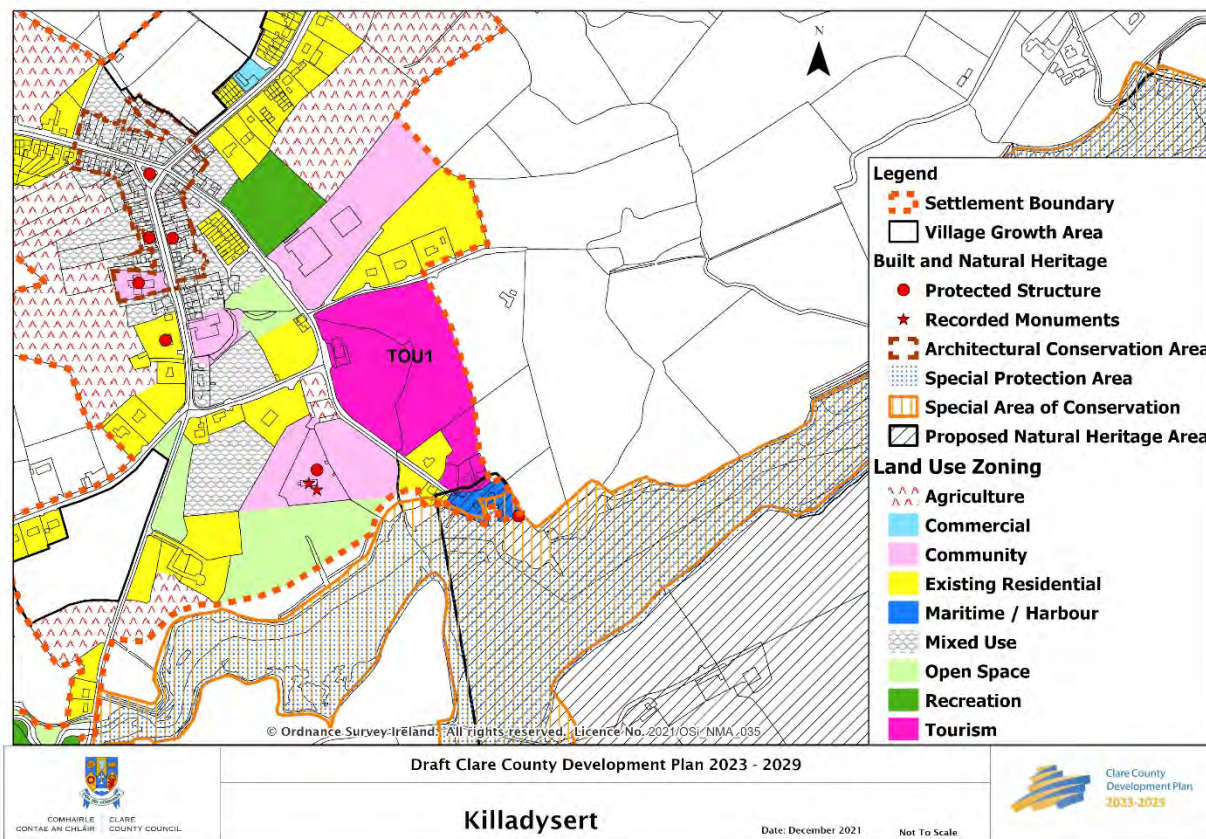 N
TOU1
Legend
Settlement Boundary
Village Growth Area
Built and Natural Heritage
Protected Structure
Recorded Monuments
Architectural Conservation Area
Special Protection Area
Special Area of Conservation
Proposed Natural Heritage Area
Land Use Zoning
Agriculture
Commercial
Community
Existing Residential
Maritime / Harbour
Mixed Use
Open Space
Recreation
Tourism
© Ordnance Survey Ireland. All rights reserved. Licence No. 2021/OSi_NMA_035
Draft Clare County Development Plan 2023 - 2029
Killadysert
Date: December 2021
Not To Scale
COMHAIRLE
CONTAE AN CHLÁIR
CLARE
COUNTY COUNCIL
Clare County
Development Plan
2023-2029